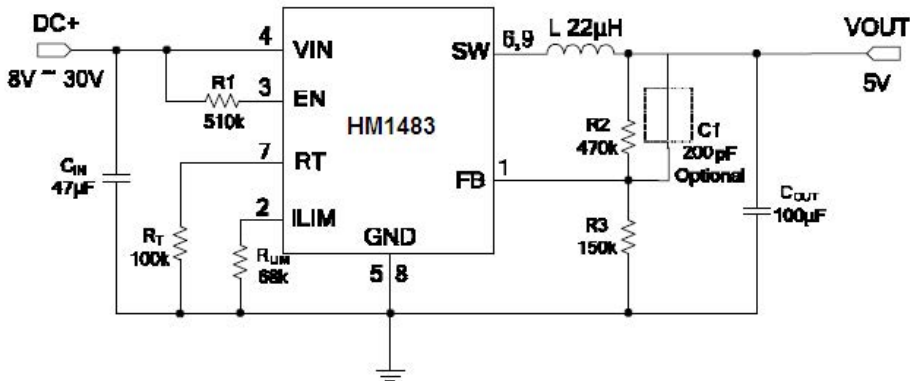 DC+
8V ~ 30V
4
VIN
R1
510k
3
EN
HM1483
7
RT
CIN
47μF
2
ILIM
RT
100k
RLIM
68k
GND
5 8
SW
6,9
L 22μH
VOUT
5V
R2
470k
C1
200pF
Optional
FB
1
R3
150k
COUT
100μF